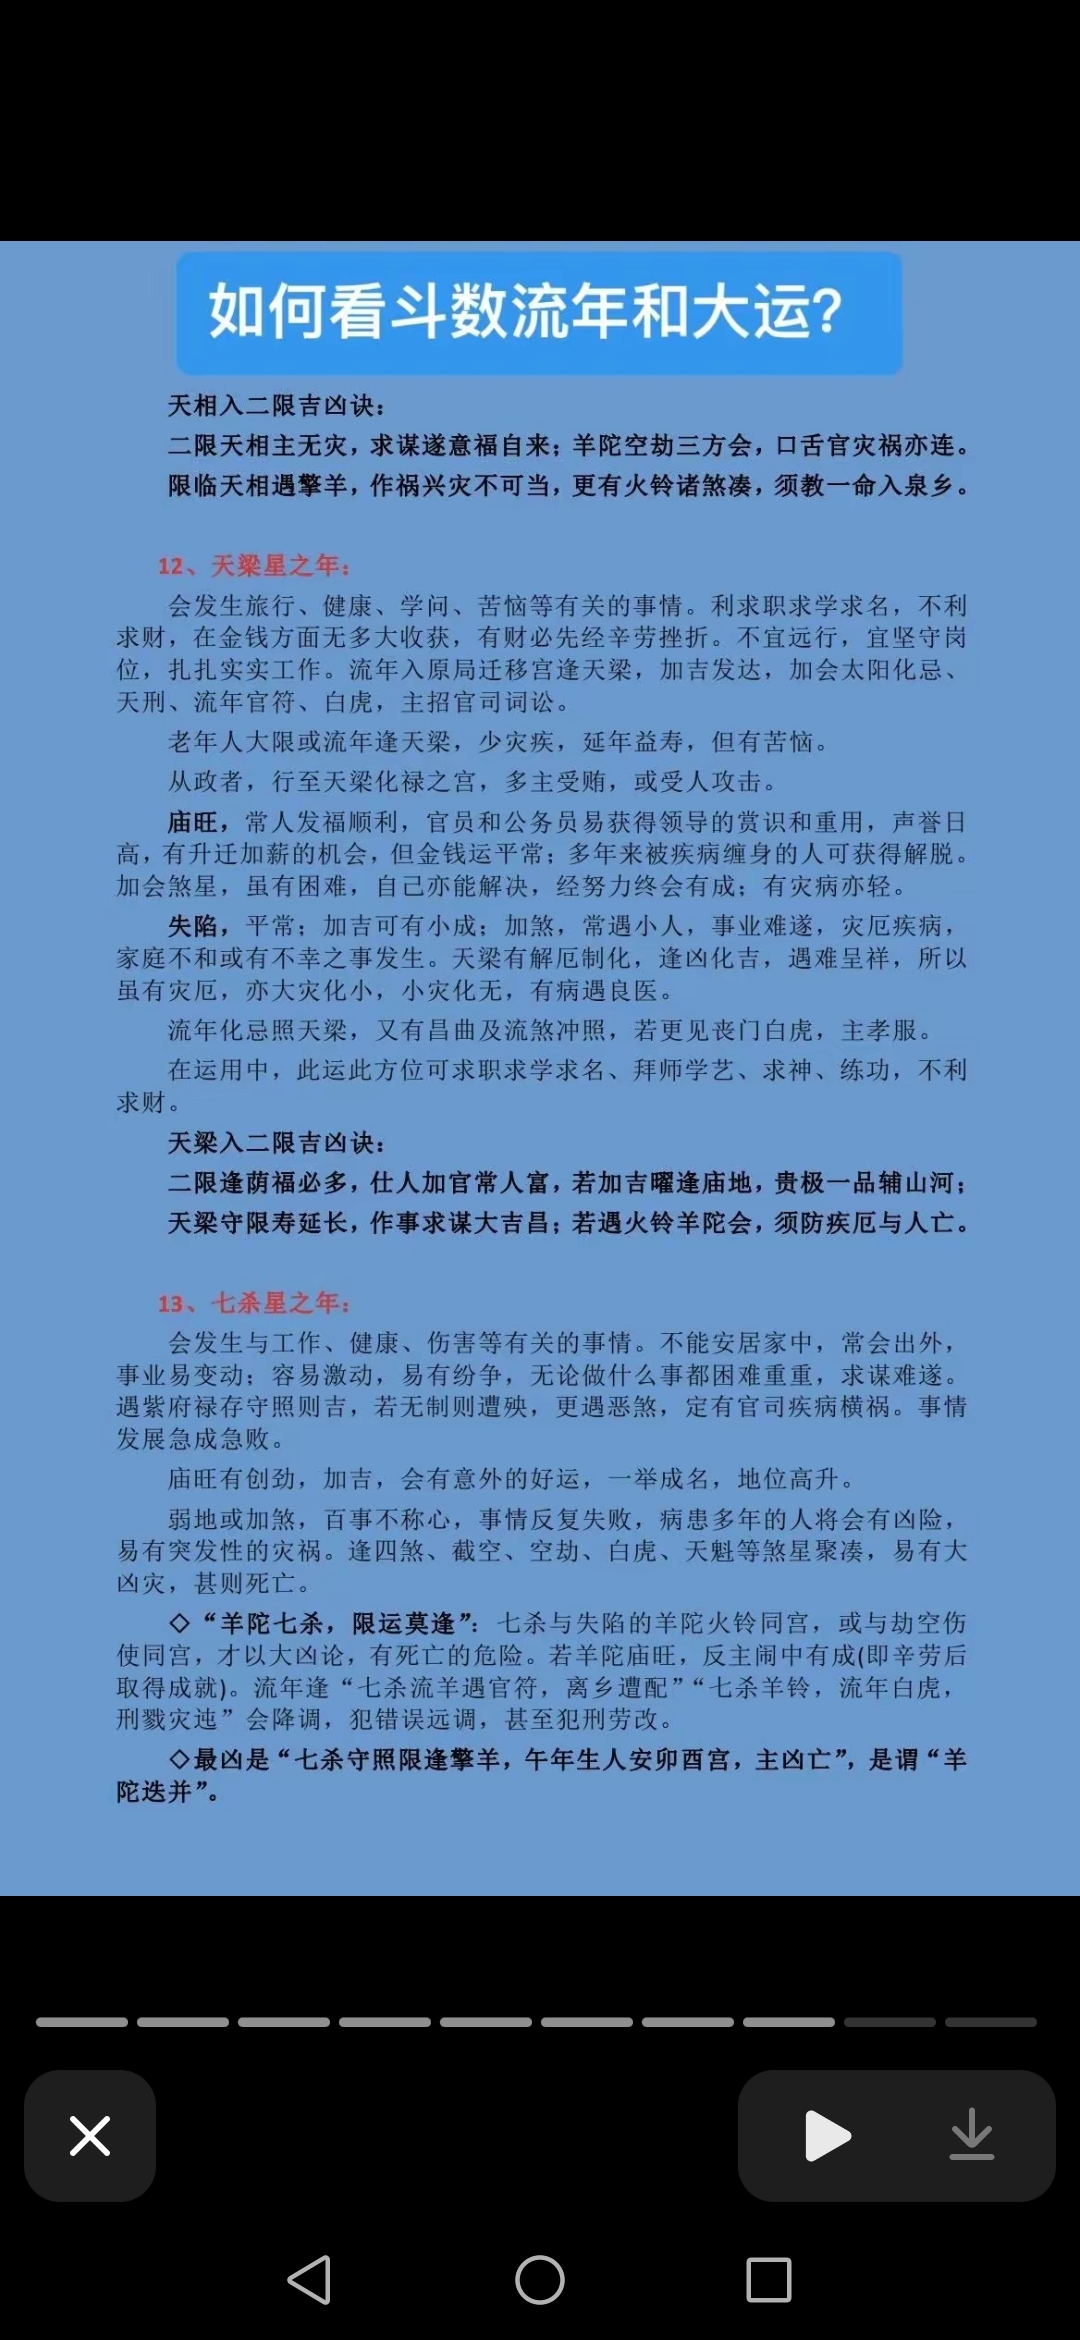 如何看斗数流年和大运?
天相入二限吉凶诀：
二限天相主无灾，求谋遂意福自来；羊陀空劫三方会，口舌官灾祸亦连。
限临天相遇擎羊，作祸兴灾不可当，更有火铃诸煞凑，须教一命入泉乡。
12、天梁星之年：
会发生旅行、健康、学问、苦恼等有关的事情。利求职求学求名，不利
求财，在金钱方面无多大收获，有财必先经辛劳挫折。不宜远行，宜坚守岗
位，扎扎实实工作。流年入原局迁移宫逢天梁，加吉发达，加会太阳化忌、
天刑、流年官符、白虎，主招官司词讼。
老年人大限或流年逢天梁，少灾疾，延年益寿，但有苦恼。
从政者，行至天梁化禄之宫，多主受贿，或受人攻击。
庙旺，常人发福顺利，官员和公务员易获得领导的赏识和重用，声誉日
高，有升迁加薪的机会，但金钱运平常；多年来被疾病缠身的人可获得解脱。
加会煞星，虽有困难，自己亦能解决，经努力终会有成；有灾病亦轻。
失陷，平常；加吉可有小成；加煞，常遇小人，事业难遂，灾厄疾病，
家庭不和或有不幸之事发生。天梁有解厄制化，逢凶化吉，遇难呈祥，所以
虽有灾厄，亦大灾化小，小灾化无，有病遇良医。
流年化忌照天梁，又有昌曲及流煞冲照，若更见丧门白虎，主孝服。
在运用中，此运此方位可求职求学求名、拜师学艺、求神、练功，不利
求财。
天梁入二限吉凶诀：
二限逢荫福必多，仕人加官常人富，若加吉曜逢庙地，贵极一品辅山河；
天梁守限寿延长，作事求谋大吉昌；若遇火铃羊陀会，须防疾厄与人亡。
13、七杀星之年：
会发生与工作、健康、伤害等有关的事情。不能安居家中，常会出外，
事业易变动；容易激动，易有纷争，无论做什么事都困难重重，求谋难遂。
遇紫府禄存守照则吉，若无制则遭殃，更遇恶煞，定有官司疾病横祸。事情
发展急成急败。
庙旺有创劲，加吉，会有意外的好运，一举成名，地位高升。
弱地或加煞，百事不称心，事情反复失败，病患多年的人将会有凶险，
易有突发性的灾祸。逢四煞、截空、空劫、白虎、天魁等煞星聚凑，易有大
凶灾，甚则死亡。
◇“羊陀七杀，限运莫逢”：七杀与失陷的羊陀火铃同宫，或与劫空伤
使同宫，才以大凶论，有死亡的危险。若羊陀庙旺，反主闹中有成(即辛劳后
取得成就)。流年逢“七杀流羊遇官符，离乡遭配”“七杀羊铃，流年白虎，
刑戮灾迍”会降调，犯错误远调，甚至犯刑劳改。
◇最凶是“七杀守照限逢擎羊，午年生人安卯酉宫，主凶亡”，是谓“羊
陀迭并”。